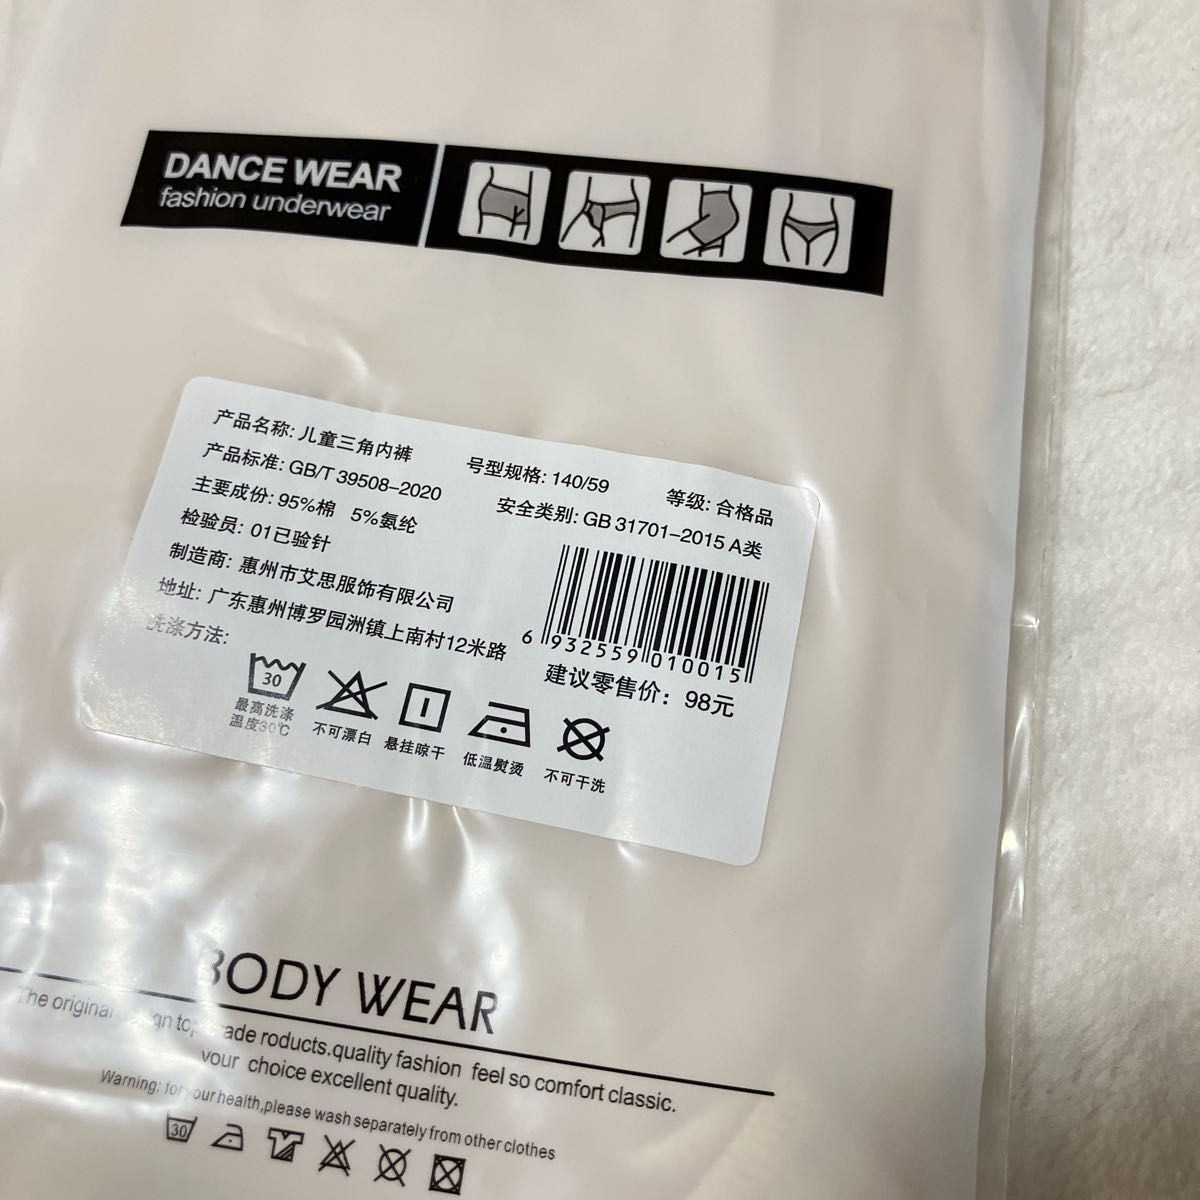 DANCE WEAR
fashion underwear
产品名称: 儿童三角内裤 号型规格: 140/59 等级: 合格品
产品标准: GB/T 39508-2020 安全类别: GB 31701-2015 A类
主要成份: 95%棉 5%氨纶
检验员: 01已验针
制造商: 惠州市艾思服饰有限公司
地址: 广东惠州博罗园洲镇上南村12米路
洗涤方法:
6 932559 010015
建议零售价: 98元
30
最高洗涤
温度30℃
不可漂白
悬挂晾干
低温熨烫
不可干洗
BODY WEAR
The original roducts.quality fashion feel so comfort classic.
your choice excellent quality.
Warning: for your health,please wash separately from other clothes
30